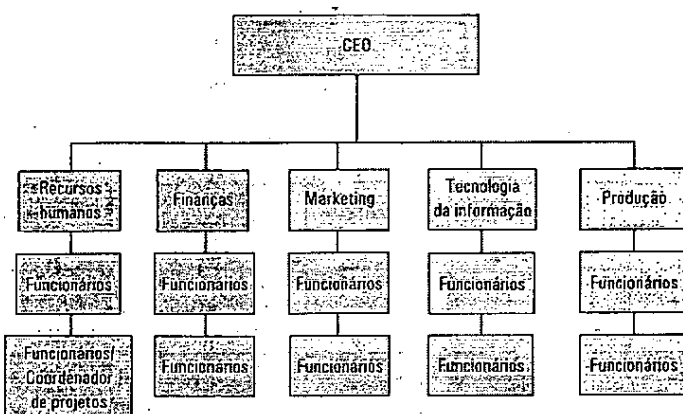 CEO
Recursos
humanos
Finanças
Marketing
Tecnologia
da informação
Produção
Funcionários
Funcionários
Funcionários
Funcionários
Funcionários
Funcionários/
Coordenador
de projetos
Funcionários
Funcionários
Funcionários
Funcionários